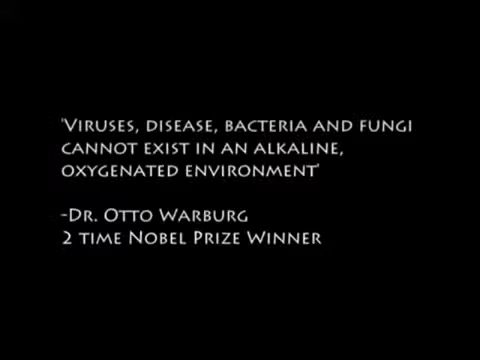 'Viruses, disease, bacteria and fungi
cannot exist in an alkaline,
oxygenated environment'
-Dr. Otto Warburg
2 time Nobel Prize Winner